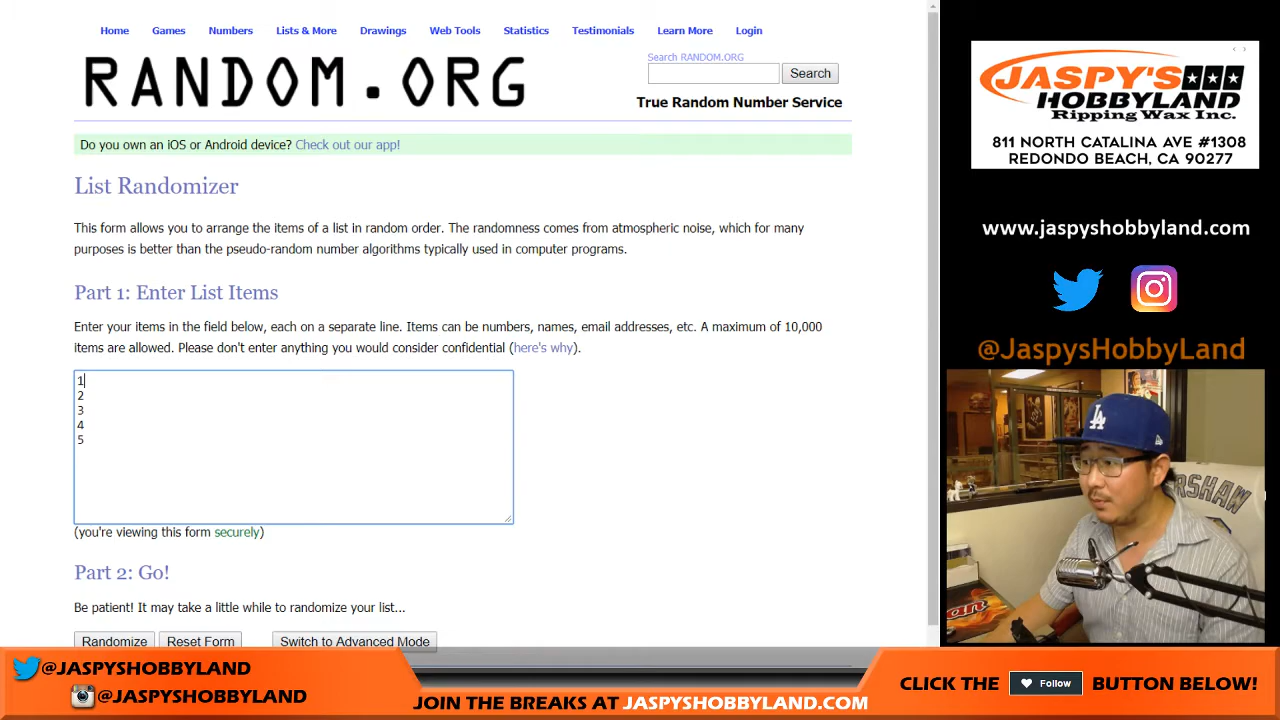 Home Games Numbers Lists & More Drawings Web Tools Statistics Testimonials Learn More Login
RANDOM.ORG
Search RANDOM.ORG
Search
True Random Number Service
Do you own an iOS or Android device? Check out our app!
List Randomizer
This form allows you to arrange the items of a list in random order. The randomness comes from atmospheric noise, which for many
purposes is better than the pseudo-random number algorithms typically used in computer programs.
Part 1: Enter List Items
Enter your items in the field below, each on a separate line. Items can be numbers, names, email addresses, etc. A maximum of 10,000
items are allowed. Please don't enter anything you would consider confidential (here's why).
1
2
3
4
5
(you're viewing this form securely)
Part 2: Go!
Be patient! It may take a little while to randomize your list...
Randomize Reset Form Switch to Advanced Mode
JASPY'S
HOBBYLAND
Ripping Wax Inc.
811 NORTH CATALINA AVE #1308
REDONDO BEACH, CA 90277
www.jaspyshobbyland.com
@JaspysHobbyLand
LA
ERSHAW
@JASPYSHOBBYLAND
@JASPYSHOBBYLAND
JOIN THE BREAKS AT JASPYSHOBBYLAND.COM
CLICK THE Follow BUTTON BELOW!